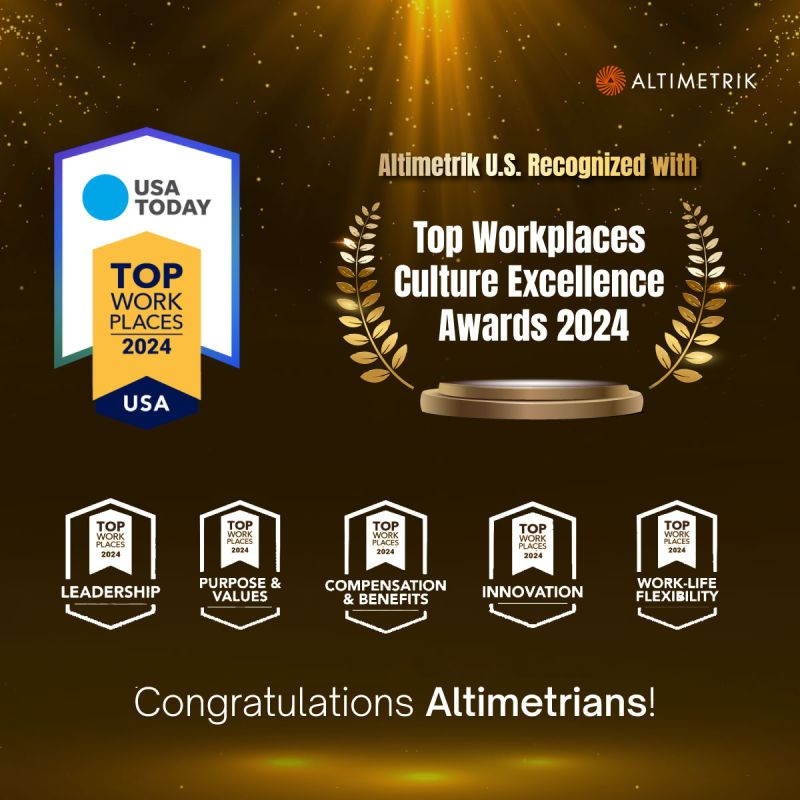 ALTIMETRIK
USA
TODAY
TOP
WORK
PLACES
2024
USA
Altimetrik U.S. Recognized with
Top Workplaces
Culture Excellence
Awards 2024
TOP
WORK
PLACES
2024
LEADERSHIP
TOP
WORK
PLACES
2024
PURPOSE &
VALUES
TOP
WORK
PLACES
2024
COMPENSATION
& BENEFITS
TOP
WORK
PLACES
2024
INNOVATION
TOP
WORK
PLACES
2024
WORK-LIFE
FLEXIBILITY
Congratulations Altimetrians!